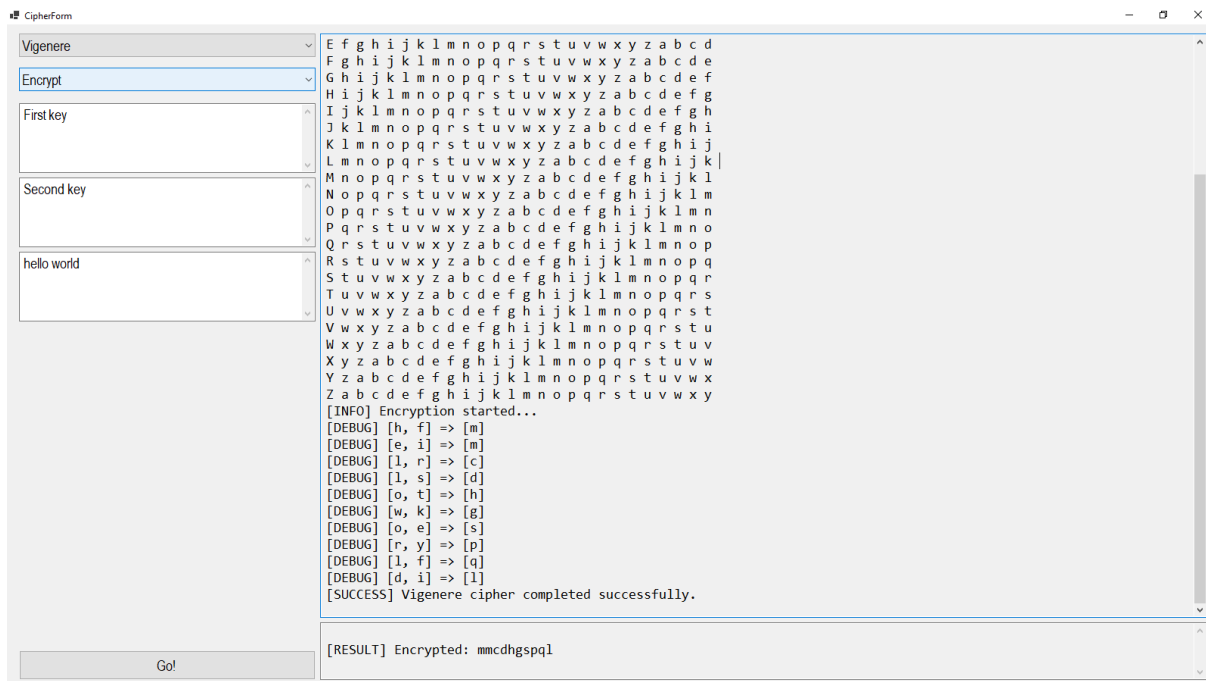 CipherForm
Vigenere
Encrypt
First key
Second key
hello world
Go!
E f g h i j k l m n o p q r s t u v w x y z a b c d
F g h i j k l m n o p q r s t u v w x y z a b c d e
G h i j k l m n o p q r s t u v w x y z a b c d e f
H i j k l m n o p q r s t u v w x y z a b c d e f g
I j k l m n o p q r s t u v w x y z a b c d e f g h
J k l m n o p q r s t u v w x y z a b c d e f g h i
K l m n o p q r s t u v w x y z a b c d e f g h i j
L m n o p q r s t u v w x y z a b c d e f g h i j k
M n o p q r s t u v w x y z a b c d e f g h i j k l
N o p q r s t u v w x y z a b c d e f g h i j k l m
O p q r s t u v w x y z a b c d e f g h i j k l m n
P q r s t u v w x y z a b c d e f g h i j k l m n o
Q r s t u v w x y z a b c d e f g h i j k l m n o p
R s t u v w x y z a b c d e f g h i j k l m n o p q
S t u v w x y z a b c d e f g h i j k l m n o p q r
T u v w x y z a b c d e f g h i j k l m n o p q r s
U v w x y z a b c d e f g h i j k l m n o p q r s t
V w x y z a b c d e f g h i j k l m n o p q r s t u
W x y z a b c d e f g h i j k l m n o p q r s t u v
X y z a b c d e f g h i j k l m n o p q r s t u v w
Y z a b c d e f g h i j k l m n o p q r s t u v w x
Z a b c d e f g h i j k l m n o p q r s t u v w x y
[INFO] Encryption started...
[DEBUG] [h, f] => [m]
[DEBUG] [e, i] => [m]
[DEBUG] [l, r] => [c]
[DEBUG] [l, s] => [d]
[DEBUG] [o, t] => [h]
[DEBUG] [w, k] => [g]
[DEBUG] [o, e] => [s]
[DEBUG] [r, y] => [p]
[DEBUG] [l, f] => [q]
[DEBUG] [d, i] => [l]
[SUCCESS] Vigenere cipher completed successfully.
[RESULT] Encrypted: mmcdhgspql